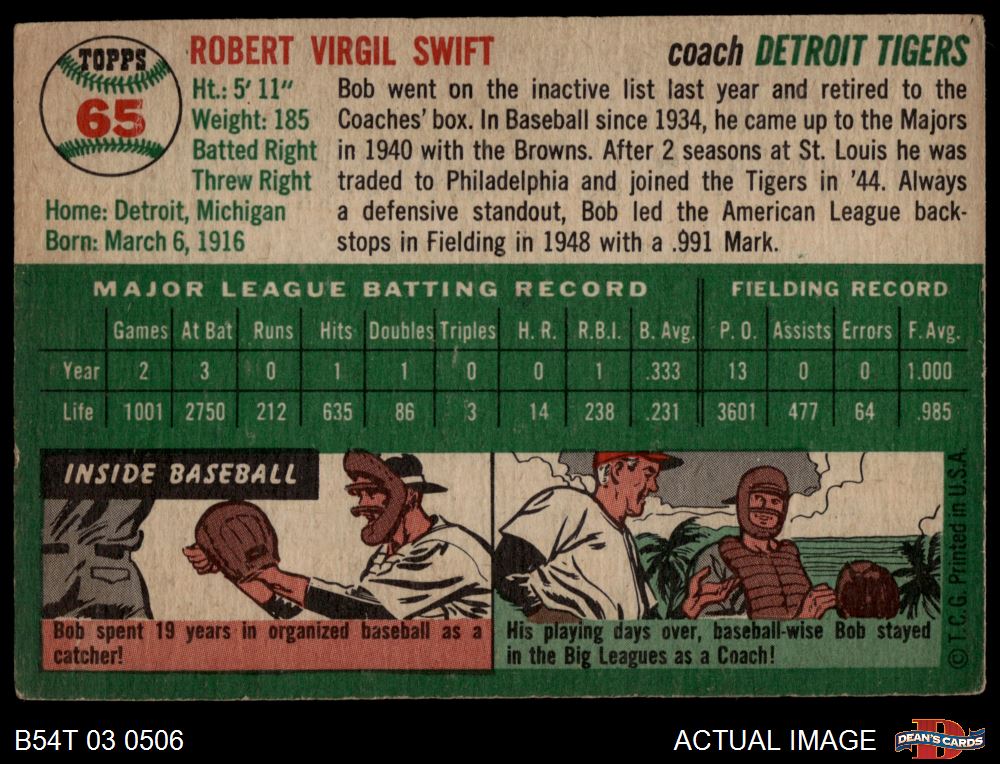 TOPPS
65
ROBERT VIRGIL SWIFT
coach DETROIT TIGERS
Ht.: 5' 11"
Weight: 185
Batted Right
Threw Right
Home: Detroit, Michigan
Born: March 6, 1916
Bob went on the inactive list last year and retired to the
Coaches' box. In Baseball since 1934, he came up to the Majors
in 1940 with the Browns. After 2 seasons at St. Louis he was
traded to Philadelphia and joined the Tigers in '44. Always
a defensive standout, Bob led the American League back-
stops in Fielding in 1948 with a .991 Mark.
MAJOR LEAGUE BATTING RECORD FIELDING RECORD
Games At Bat Runs Hits Doubles Triples H. R. R.B.I. B. Avg. P. O. Assists Errors F. Avg.
Year 2 3 0 1 1 0 0 1 .333 13 0 0 1.000
Life 1001 2750 212 635 86 3 14 238 .231 3601 477 64 .985
INSIDE BASEBALL
Bob spent 19 years in organized baseball as a
catcher!
His playing days over, baseball-wise Bob stayed
in the Big Leagues as a Coach!
© T.C.G. Printed in U.S.A.
B54T 03 0506
ACTUAL IMAGE
DEAN'S CARDS